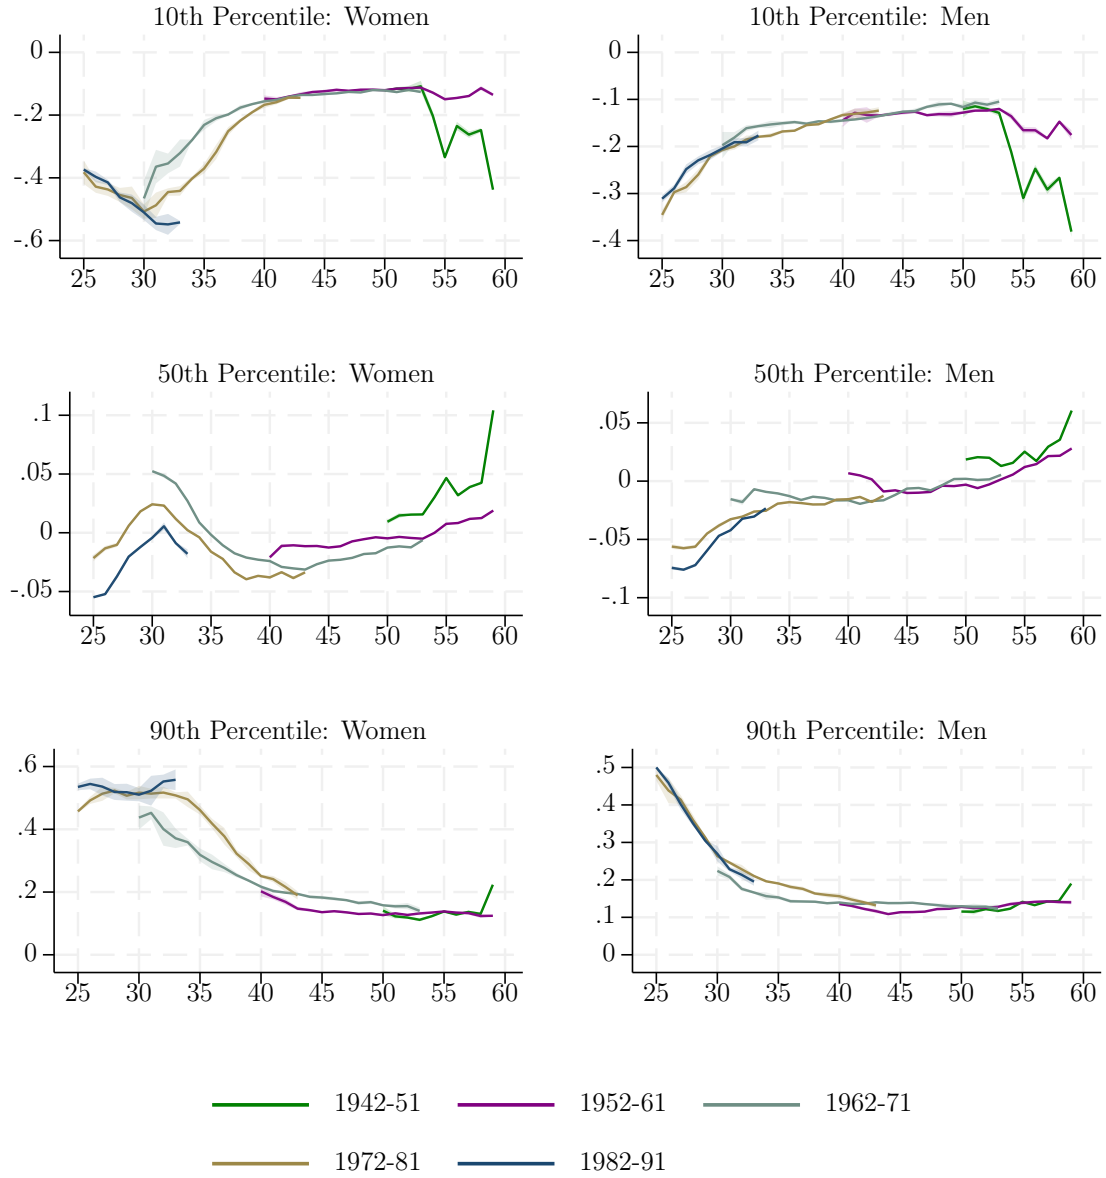 10th Percentile: Women
0
-.2
-.4
-.6
25 30 35 40 45 50 55 60
10th Percentile: Men
0
-.1
-.2
-.3
-.4
25 30 35 40 45 50 55 60
50th Percentile: Women
.1
.05
0
-.05
25 30 35 40 45 50 55 60
50th Percentile: Men
.05
0
-.05
-.1
25 30 35 40 45 50 55 60
90th Percentile: Women
.6
.4
.2
0
25 30 35 40 45 50 55 60
90th Percentile: Men
.5
.4
.3
.2
.1
0
25 30 35 40 45 50 55 60
1942-51 1952-61 1962-71
1972-81 1982-91